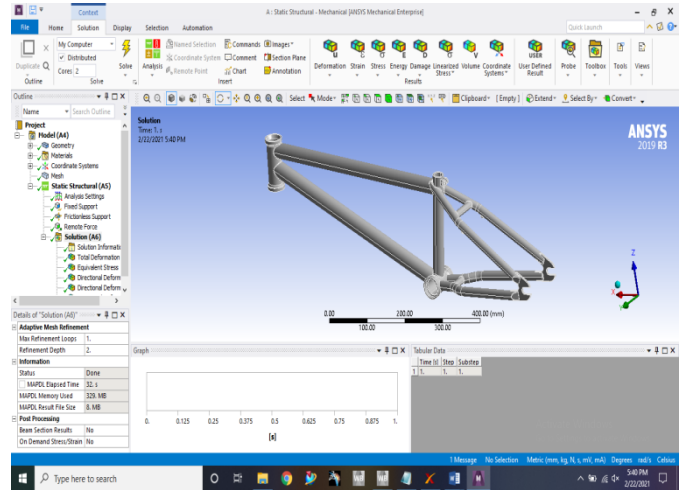 Context
A : Static Structural - Mechanical [ANSYS Mechanical Enterprise]
File Home Solution Display Selection Automation
Quick Launch
Duplicate Q
My Computer
Distributed
Cores 2
Solve
Analysis
Named Selection
Coordinate System
Remote Point
Commands
Comment
Chart
Images
Section Plane
Annotation
Deformation Strain Stress Energy Damage Linearized Stress Volume Coordinate Systems
USER
User Defined Result
Probe Toolbox Tools Views
Outline Solve Insert Results
Outline
Select Mode Clipboard [Empty] Extend Select By Convert
Name Search Outline
Project
Model (A4)
Geometry
Materials
Coordinate Systems
Mesh
Static Structural (A5)
Analysis Settings
Fixed Support
Frictionless Support
Remote Force
Solution (A6)
Solution Informati
Total Deformation
Equivalent Stress
Directional Deform
Directional Deform
Solution
Time: 1. s
2/22/2021 5:40 PM
ANSYS
2019 R3
Z
X
0.00 200.00 400.00 (mm)
100.00 300.00
Details of "Solution (A6)"
Adaptive Mesh Refinement
Max Refinement Loops 1.
Refinement Depth 2.
Information
Status Done
MAPDL Elapsed Time 32. s
MAPDL Memory Used 329. MB
MAPDL Result File Size 8. MB
Post Processing
Beam Section Results No
On Demand Stress/Strain No
Graph
0. 0.125 0.25 0.375 0.5 0.625 0.75 0.875 1.
[s]
Tabular Data
Time [s] Step Substep
1 1. 1. 1.
1 Message No Selection Metric (mm, kg, N, s, mV, mA) Degrees rad/s Celsius
Type here to search
5:40 PM
2/22/2021